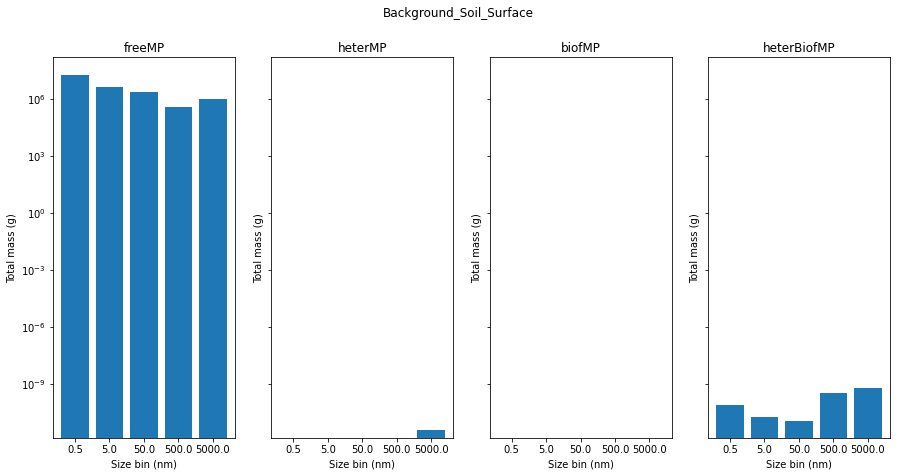 Background_Soil_Surface
freeMP
heterMP
biofMP
heterBiofMP
Total mass (g)
10^6
10^3
10^0
10^-3
10^-6
10^-9
0.5 5.0 50.0 500.0 5000.0
Size bin (nm)
Total mass (g)
0.5 5.0 50.0 500.0 5000.0
Size bin (nm)
Total mass (g)
0.5 5.0 50.0 500.0 5000.0
Size bin (nm)
Total mass (g)
0.5 5.0 50.0 500.0 5000.0
Size bin (nm)